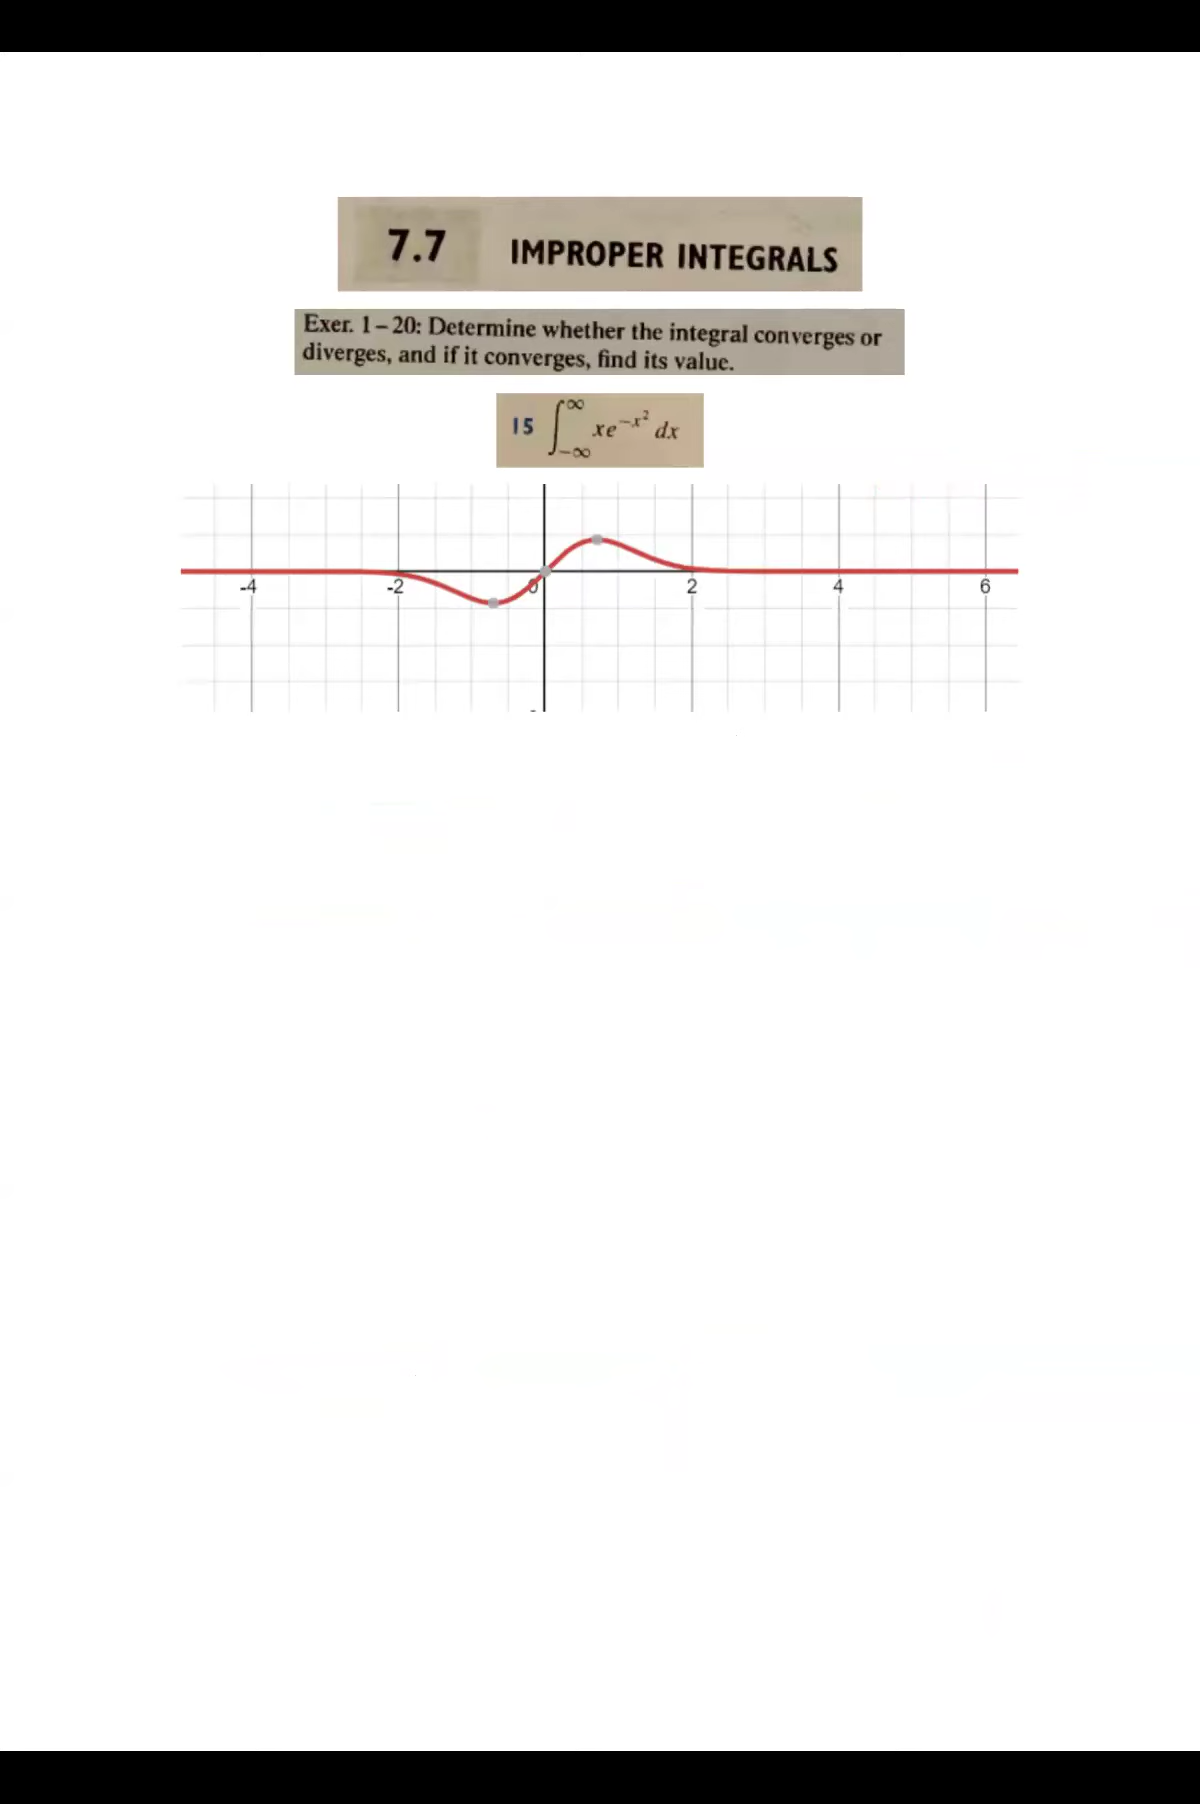 7.7 IMPROPER INTEGRALS
Exer. 1–20: Determine whether the integral converges or
diverges, and if it converges, find its value.
15 ∫_{-∞}^{∞} xe^{-x^2} dx
-4 -2 0 2 4 6